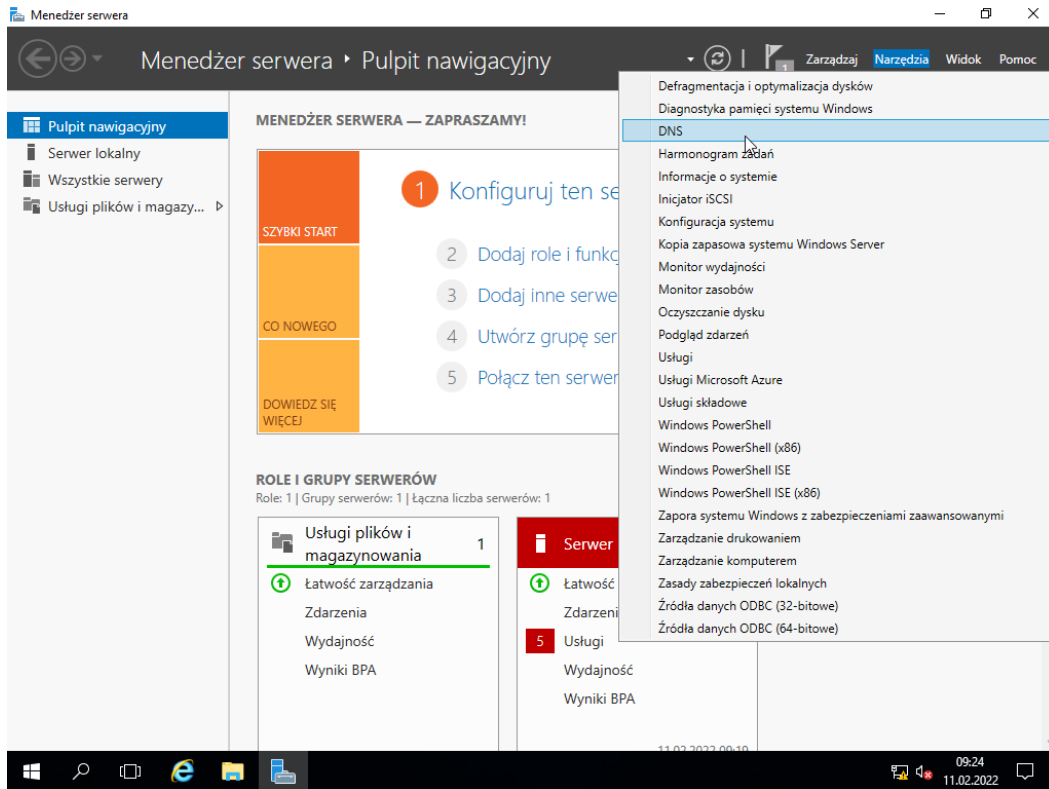 Menedżer serwera
Menedżer serwera ‣ Pulpit nawigacyjny
1
Zarządzaj Narzędzia Widok Pomoc
Pulpit nawigacyjny
Serwer lokalny
Wszystkie serwery
Usługi plików i magazy...
MENEDŻER SERWERA — ZAPRASZAMY!
SZYBKI START
CO NOWEGO
DOWIEDZ SIĘ
WIĘCEJ
1 Konfiguruj ten se
2 Dodaj role i funkc
3 Dodaj inne serwe
4 Utwórz grupę ser
5 Połącz ten serwer
ROLE I GRUPY SERWERÓW
Role: 1 | Grupy serwerów: 1 | Łączna liczba serwerów: 1
Usługi plików i
magazynowania 1
Łatwość zarządzania
Zdarzenia
Wydajność
Wyniki BPA
Serwer
Łatwość
Zdarzeni
5 Usługi
Wydajność
Wyniki BPA
11.02.2022 09:19
Defragmentacja i optymalizacja dysków
Diagnostyka pamięci systemu Windows
DNS
Harmonogram zadań
Informacje o systemie
Inicjator iSCSI
Konfiguracja systemu
Kopia zapasowa systemu Windows Server
Monitor wydajności
Monitor zasobów
Oczyszczanie dysku
Podgląd zdarzeń
Usługi
Usługi Microsoft Azure
Usługi składowe
Windows PowerShell
Windows PowerShell (x86)
Windows PowerShell ISE
Windows PowerShell ISE (x86)
Zapora systemu Windows z zabezpieczeniami zaawansowanymi
Zarządzanie drukowaniem
Zarządzanie komputerem
Zasady zabezpieczeń lokalnych
Źródła danych ODBC (32-bitowe)
Źródła danych ODBC (64-bitowe)
09:24
11.02.2022